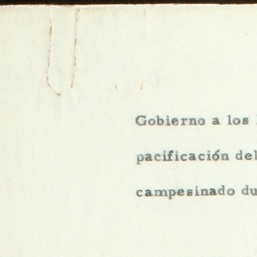 Gobierno a los
pacificación del
campesinado du